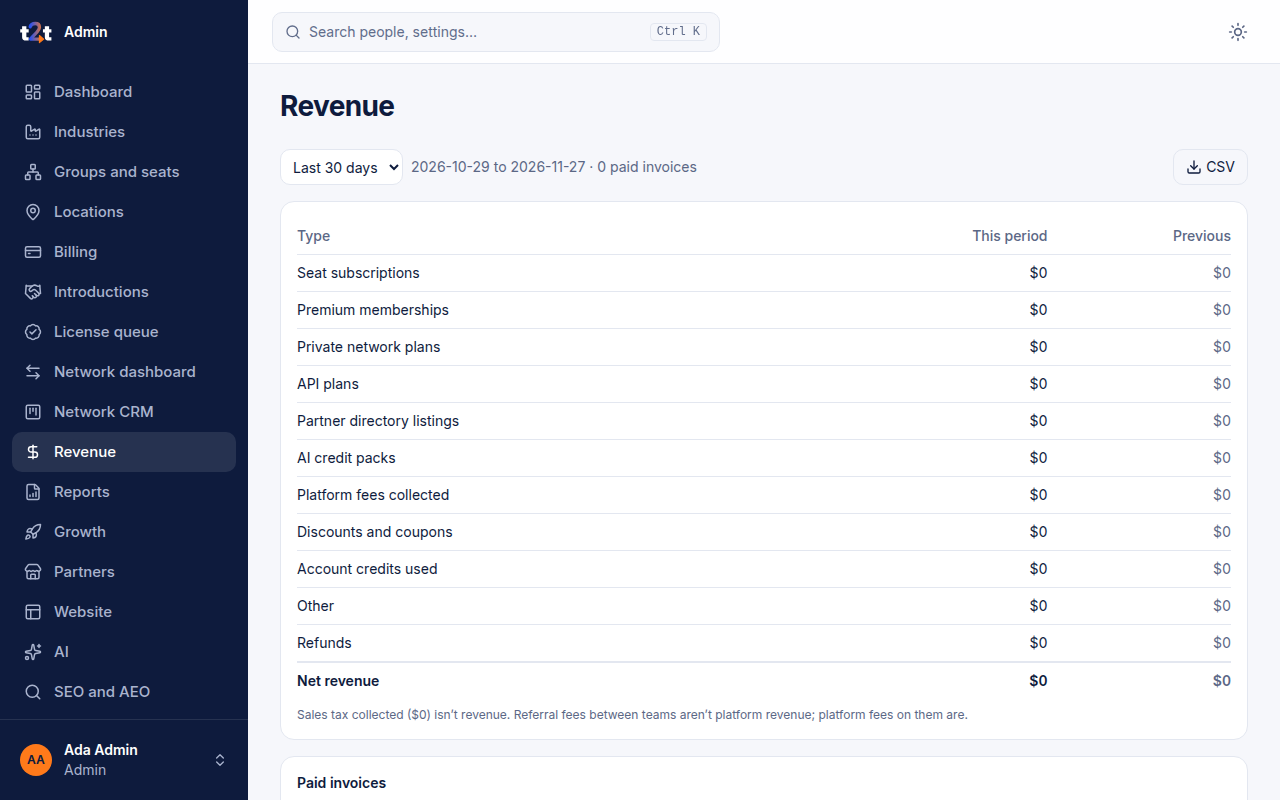 t2t Admin
Search people, settings...
Ctrl K
Dashboard
Industries
Groups and seats
Locations
Billing
Introductions
License queue
Network dashboard
Network CRM
Revenue
Reports
Growth
Partners
Website
AI
SEO and AEO
AA
Ada Admin
Admin
Revenue
Last 30 days
2026-10-29 to 2026-11-27 · 0 paid invoices
CSV
Type This period Previous
Seat subscriptions $0 $0
Premium memberships $0 $0
Private network plans $0 $0
API plans $0 $0
Partner directory listings $0 $0
AI credit packs $0 $0
Platform fees collected $0 $0
Discounts and coupons $0 $0
Account credits used $0 $0
Other $0 $0
Refunds $0 $0
Net revenue $0 $0
Sales tax collected ($0) isn’t revenue. Referral fees between teams aren’t platform revenue; platform fees on them are.
Paid invoices